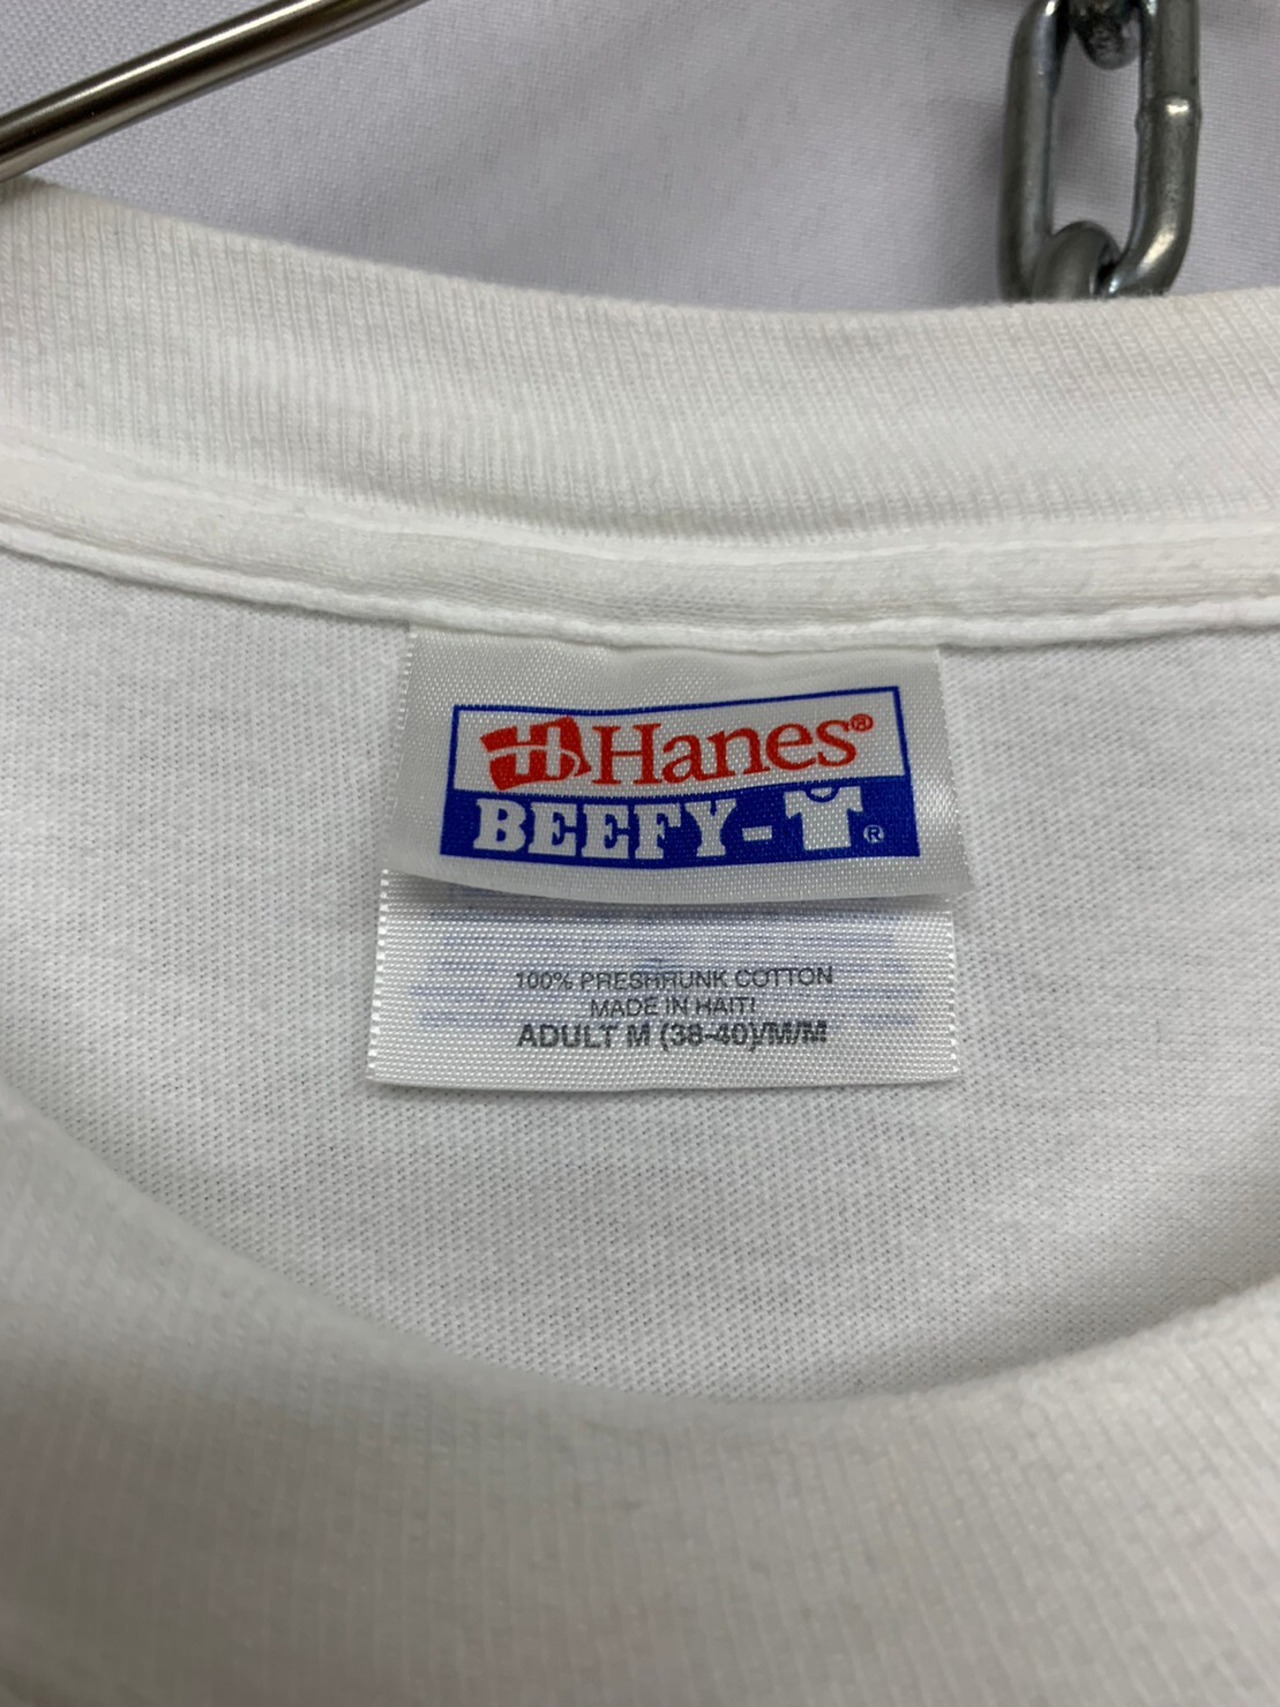 Hanes®
BEEFY-T®
100% PRESHRUNK COTTON
MADE IN HAITI
ADULT M (38-40)/M/M